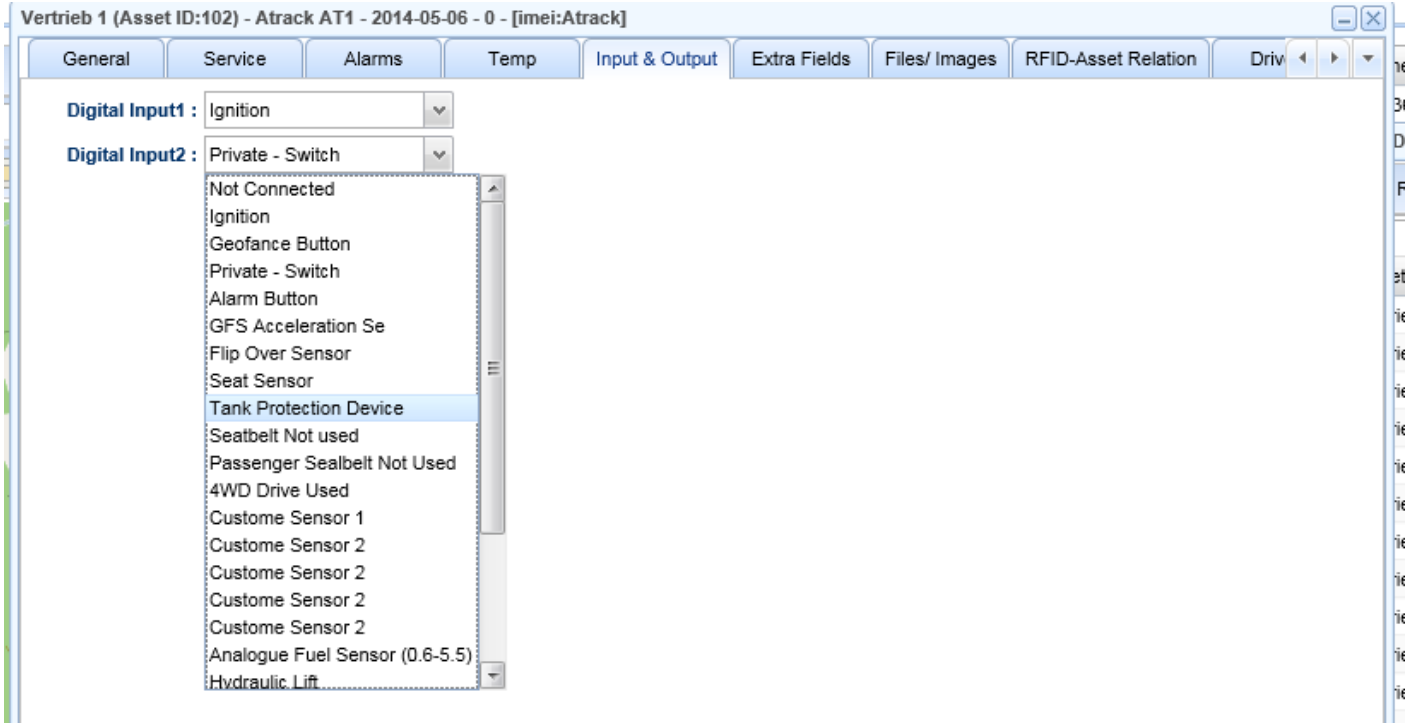 Vertrieb 1 (Asset ID:102) - Atrack AT1 - 2014-05-06 - 0 - [imei:Atrack]
General Service Alarms Temp Input & Output Extra Fields Files/ Images RFID-Asset Relation Driv
Digital Input1 : Ignition
Digital Input2 : Private - Switch
Not Connected
Ignition
Geofance Button
Private - Switch
Alarm Button
GFS Acceleration Se
Flip Over Sensor
Seat Sensor
Tank Protection Device
Seatbelt Not used
Passenger Sealbelt Not Used
4WD Drive Used
Custome Sensor 1
Custome Sensor 2
Custome Sensor 2
Custome Sensor 2
Custome Sensor 2
Analogue Fuel Sensor (0.6-5.5)
Hydraulic Lift